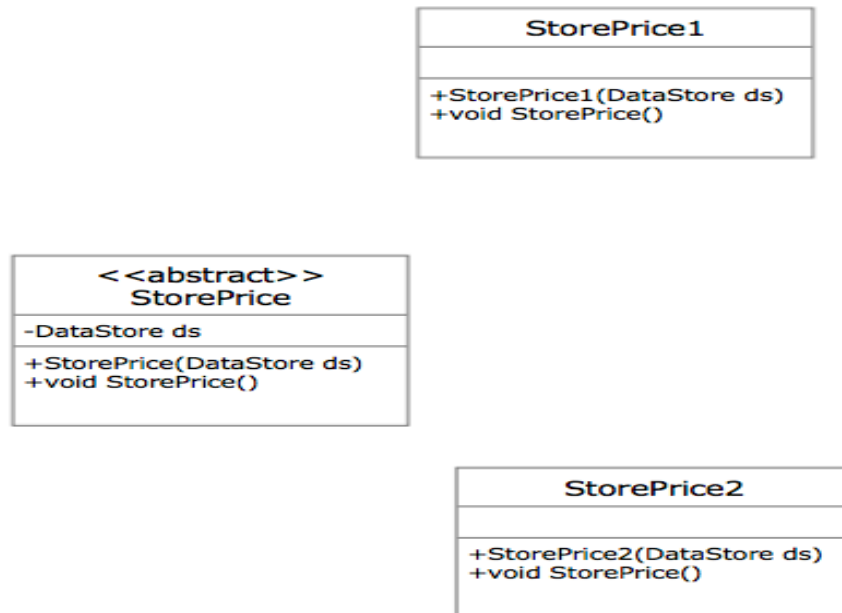 StorePrice1
+StorePrice1(DataStore ds)
+void StorePrice()
<<abstract>>
StorePrice
-DataStore ds
+StorePrice(DataStore ds)
+void StorePrice()
StorePrice2
+StorePrice2(DataStore ds)
+void StorePrice()